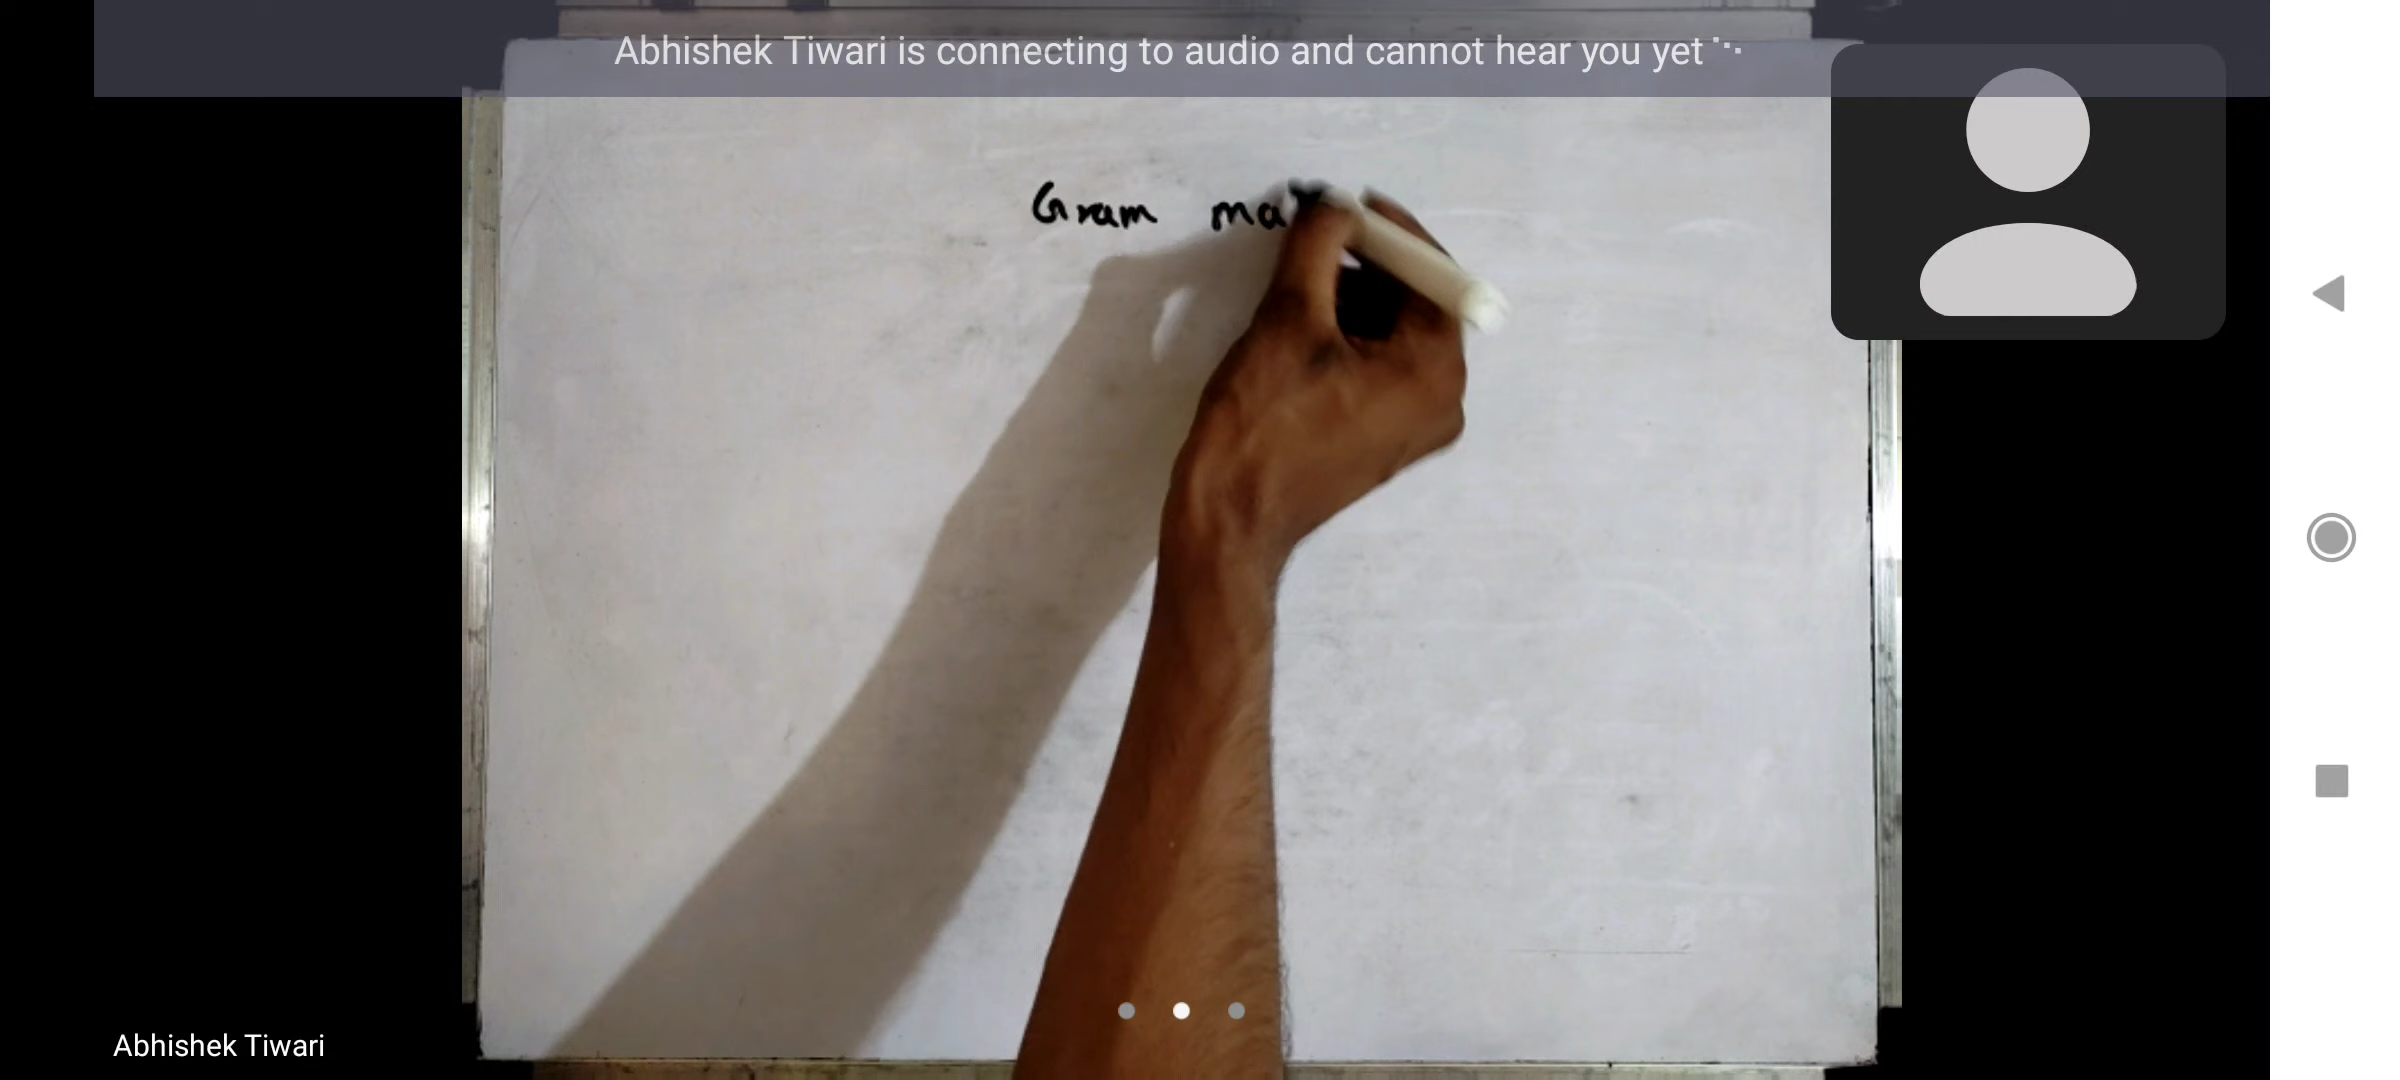 Abhishek Tiwari is connecting to audio and cannot hear you yet
Gram ma
Abhishek Tiwari